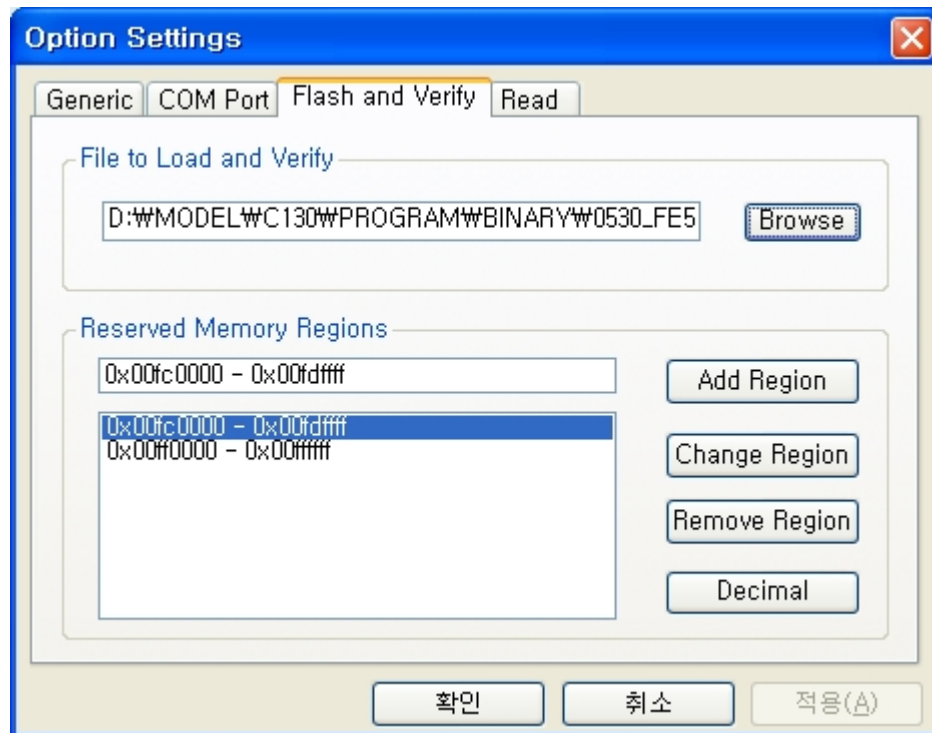 Option Settings
Generic COM Port Flash and Verify Read
File to Load and Verify
D:₩MODEL₩C130₩PROGRAM₩BINARY₩0530_FE5 Browse
Reserved Memory Regions
0x00fc0000 - 0x00fdffff Add Region
0x00fc0000 - 0x00fdffff
0x00ff0000 - 0x00ffffff
Change Region
Remove Region
Decimal
확인 취소 적용(A)